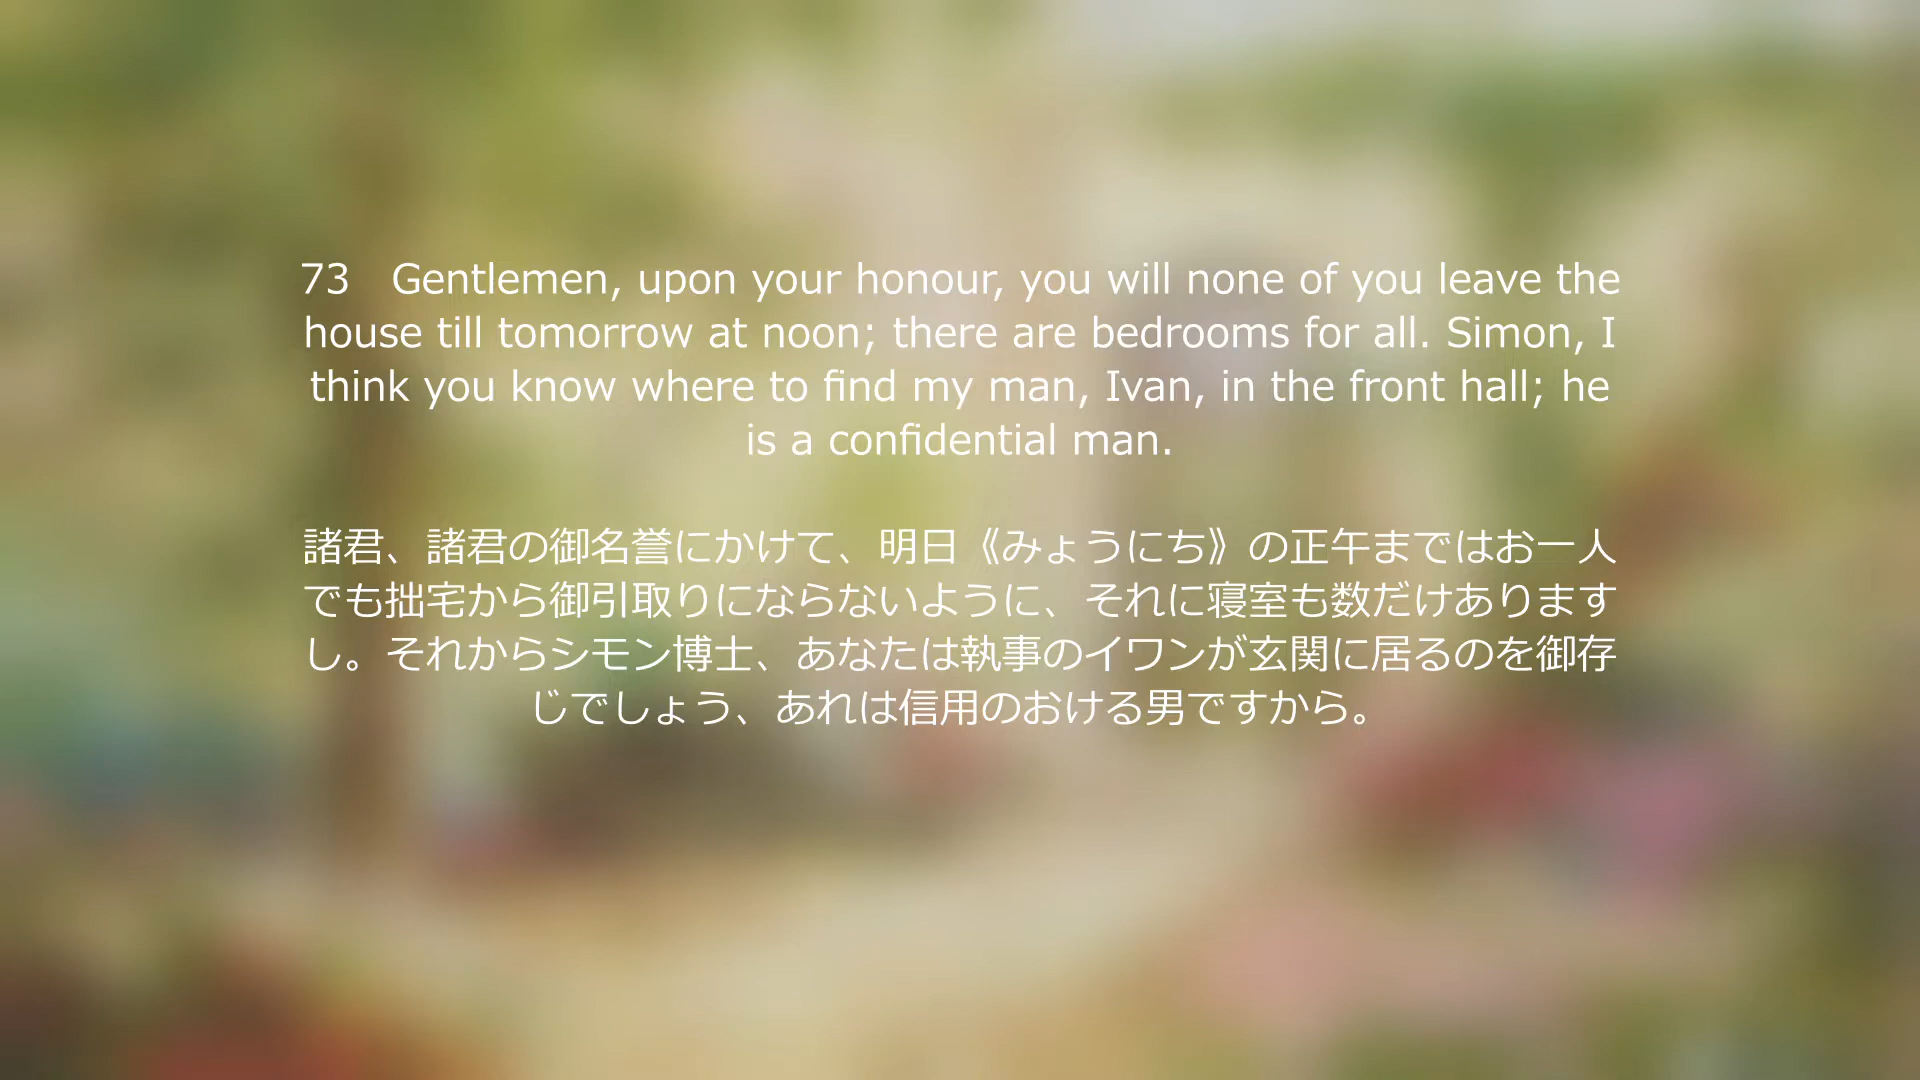 73　Gentlemen, upon your honour, you will none of you leave the
house till tomorrow at noon; there are bedrooms for all. Simon, I
think you know where to find my man, Ivan, in the front hall; he
is a confidential man.
諸君、諸君の御名誉にかけて、明日《みょうにち》の正午まではお一人
でも拙宅から御引取りにならないように、それに寝室も数だけあります
し。それからシモン博士、あなたは執事のイワンが玄関に居るのを御存
じでしょう、あれは信用のおける男ですから。